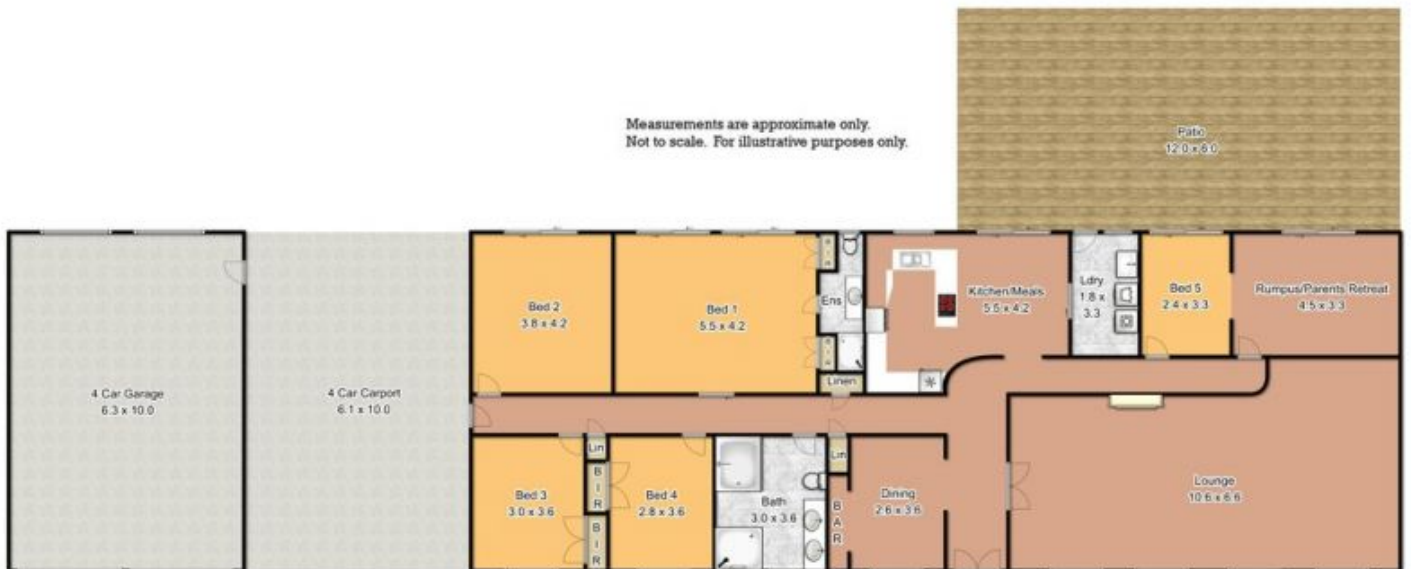 Measurements are approximate only.
Not to scale. For illustrative purposes only.
Patio
12.0 x 6.0
4 Car Garage
6.3 x 10.0
4 Car Carport
6.1 x 10.0
Bed 2
3.8 x 4.2
Bed 1
5.5 x 4.2
B I R
Ens
B I R
Linen
Kitchen/Meals
5.5 x 4.2
Ldry
1.8 x
3.3
Bed 5
2.4 x 3.3
Rumpus/Parents Retreat
4.5 x 3.3
Bed 3
3.0 x 3.6
Lin
B
I
R
B
I
R
Bed 4
2.8 x 3.6
Bath
3.0 x 3.6
Lin
B
A
R
Dining
2.6 x 3.6
Lounge
10.6 x 6.6